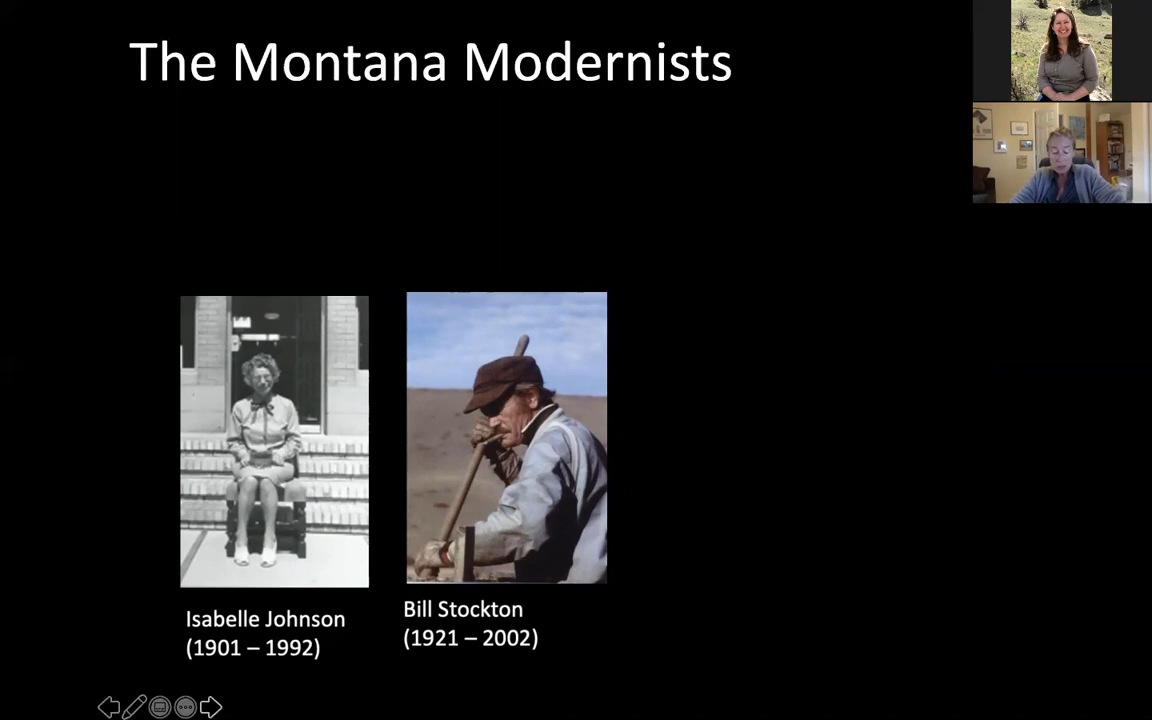 The Montana Modernists
Isabelle Johnson
(1901 – 1992)
Bill Stockton
(1921 – 2002)